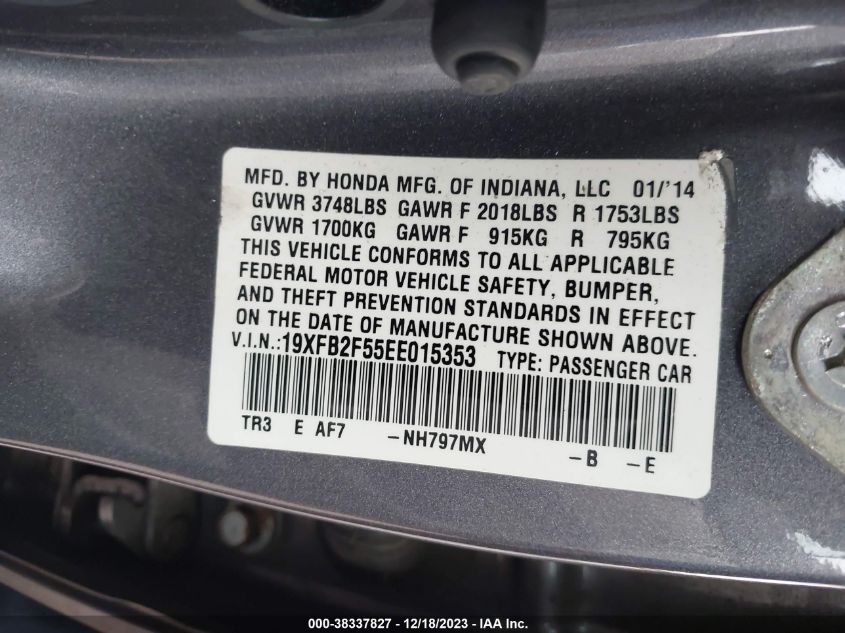 MFD. BY HONDA MFG. OF INDIANA, LLC 01/'14
GVWR 3748LBS GAWR F 2018LBS R 1753LBS
GVWR 1700KG GAWR F 915KG R 795KG
THIS VEHICLE CONFORMS TO ALL APPLICABLE
FEDERAL MOTOR VEHICLE SAFETY, BUMPER,
AND THEFT PREVENTION STANDARDS IN EFFECT
ON THE DATE OF MANUFACTURE SHOWN ABOVE.
V.I.N.:19XFB2F55EE015353 TYPE: PASSENGER CAR
TR3 E AF7 -NH797MX -B -E
000-38337827 - 12/18/2023 - IAA Inc.